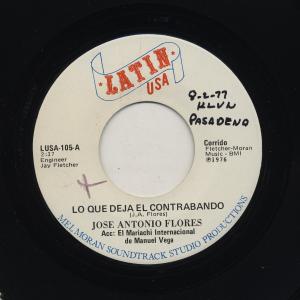 LATIN
USA
9-2-77
KLVN
PASADENO
LUSA-105-A
2:37
Engineer
Jay Fletcher
Corrido
Fletcher-Moran
Music - BMI
℗1976
LO QUE DEJA EL CONTRABANDO
(J.A. Flores)
JOSE ANTONIO FLORES
Acc: El Mariachi Internacional
de Manuel Vega
MELMORAN SOUNDTRACK STUDIO PRODUCTIONS